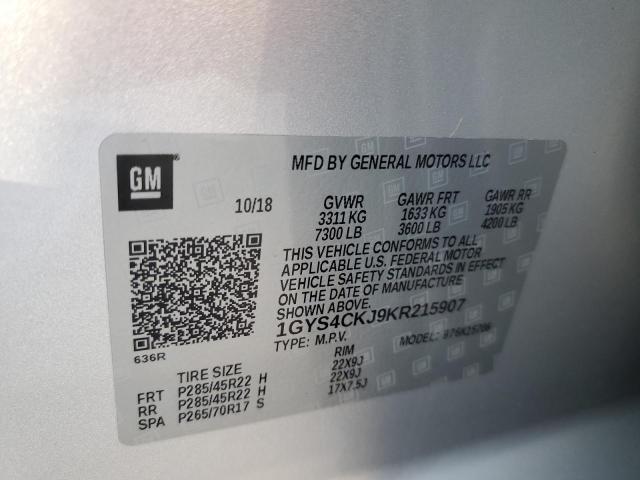 GM
MFD BY GENERAL MOTORS LLC
10/18
GVWR GAWR FRT GAWR RR
3311 KG 1633 KG 1905 KG
7300 LB 3600 LB 4200 LB
THIS VEHICLE CONFORMS TO ALL
APPLICABLE U.S. FEDERAL MOTOR
VEHICLE SAFETY STANDARDS IN EFFECT
ON THE DATE OF MANUFACTURE
SHOWN ABOVE.
1GYS4CKJ9KR215907
TYPE: M.P.V. MODEL:
636R
TIRE SIZE RIM
FRT P285/45R22 H 22X9J
RR P285/45R22 H 22X9J
SPA P265/70R17 S 17X7.5J